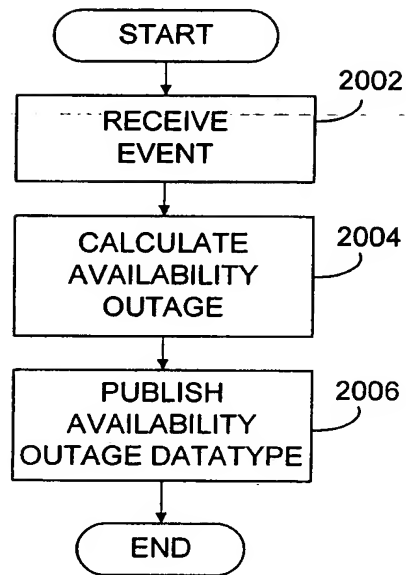 START
2002
RECEIVE
EVENT
2004
CALCULATE
AVAILABILITY
OUTAGE
2006
PUBLISH
AVAILABILITY
OUTAGE DATATYPE
END